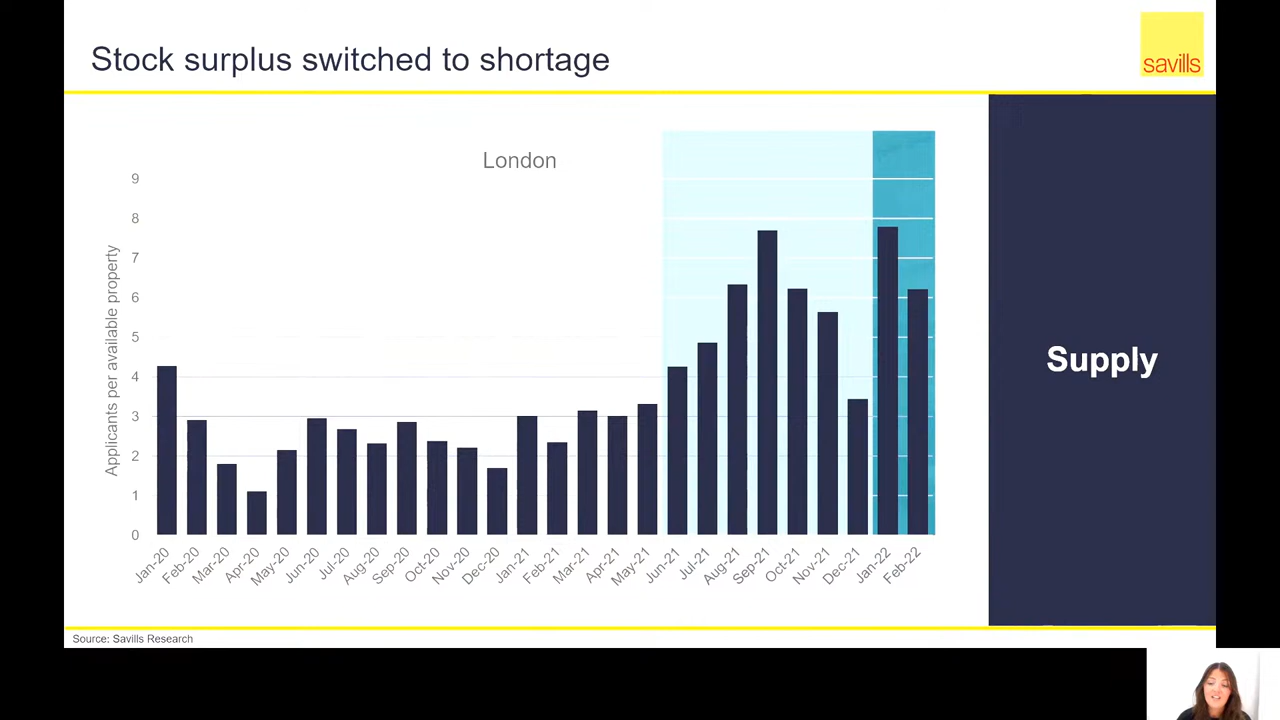 Stock surplus switched to shortage
savills
London
Applicants per available property
9
8
7
6
5
4
3
2
1
0
Jan-20
Feb-20
Mar-20
Apr-20
May-20
Jun-20
Jul-20
Aug-20
Sep-20
Oct-20
Nov-20
Dec-20
Jan-21
Feb-21
Mar-21
Apr-21
May-21
Jun-21
Jul-21
Aug-21
Sep-21
Oct-21
Nov-21
Dec-21
Jan-22
Feb-22
Supply
Source: Savills Research